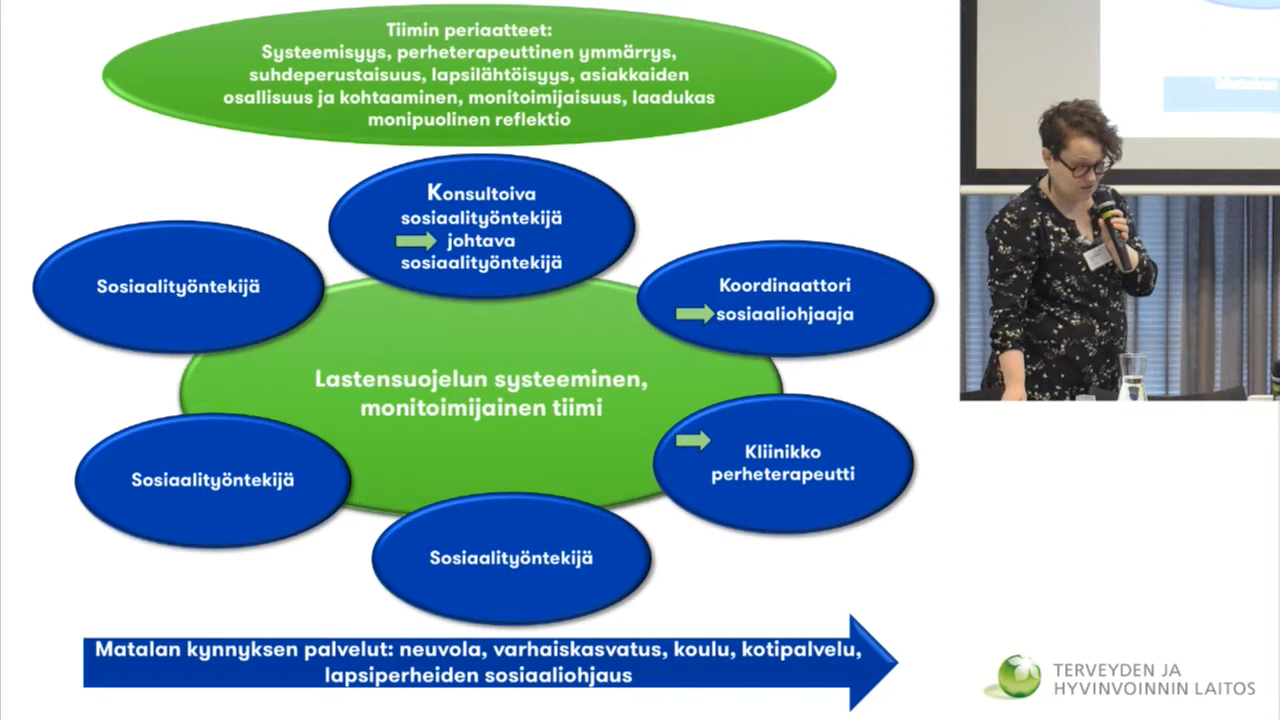 Tiimin periaatteet:
Systeemisyys, perheterapeuttinen ymmärrys,
suhdeperustaisuus, lapsilähtöisyys, asiakkaiden
osallisuus ja kohtaaminen, monitoimijaisuus, laadukas
monipuolinen reflektio
Konsultoiva
sosiaalityöntekijä
johtava
sosiaalityöntekijä
Sosiaalityöntekijä
Koordinaattori
sosiaaliohjaaja
Lastensuojelun systeeminen,
monitoimijainen tiimi
Kliinikko
perheterapeutti
Sosiaalityöntekijä
Sosiaalityöntekijä
Matalan kynnyksen palvelut: neuvola, varhaiskasvatus, koulu, kotipalvelu,
lapsiperheiden sosiaaliohjaus
TERVEYDEN JA
HYVINVOINNIN LAITOS